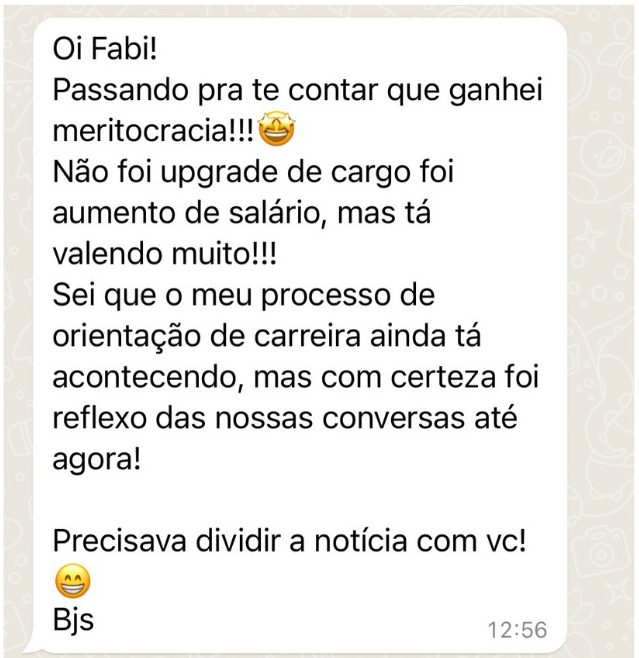 Oi Fabi!
Passando pra te contar que ganhei
meritocracia!!!🤩
Não foi upgrade de cargo foi
aumento de salário, mas tá
valendo muito!!!
Sei que o meu processo de
orientação de carreira ainda tá
acontecendo, mas com certeza foi
reflexo das nossas conversas até
agora!
Precisava dividir a notícia com vc!
😁
Bjs
12:56